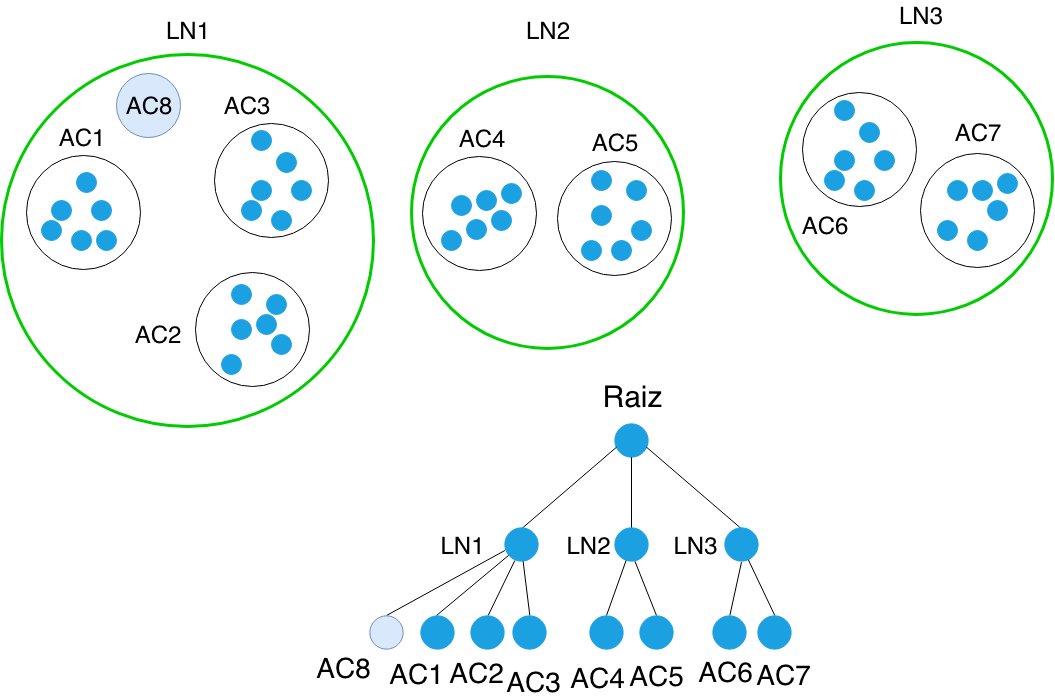 LN1
LN2
LN3
AC8
AC3
AC1
AC4
AC5
AC7
AC6
AC2
Raiz
LN1
LN2
LN3
AC8
AC1
AC2
AC3
AC4
AC5
AC6
AC7